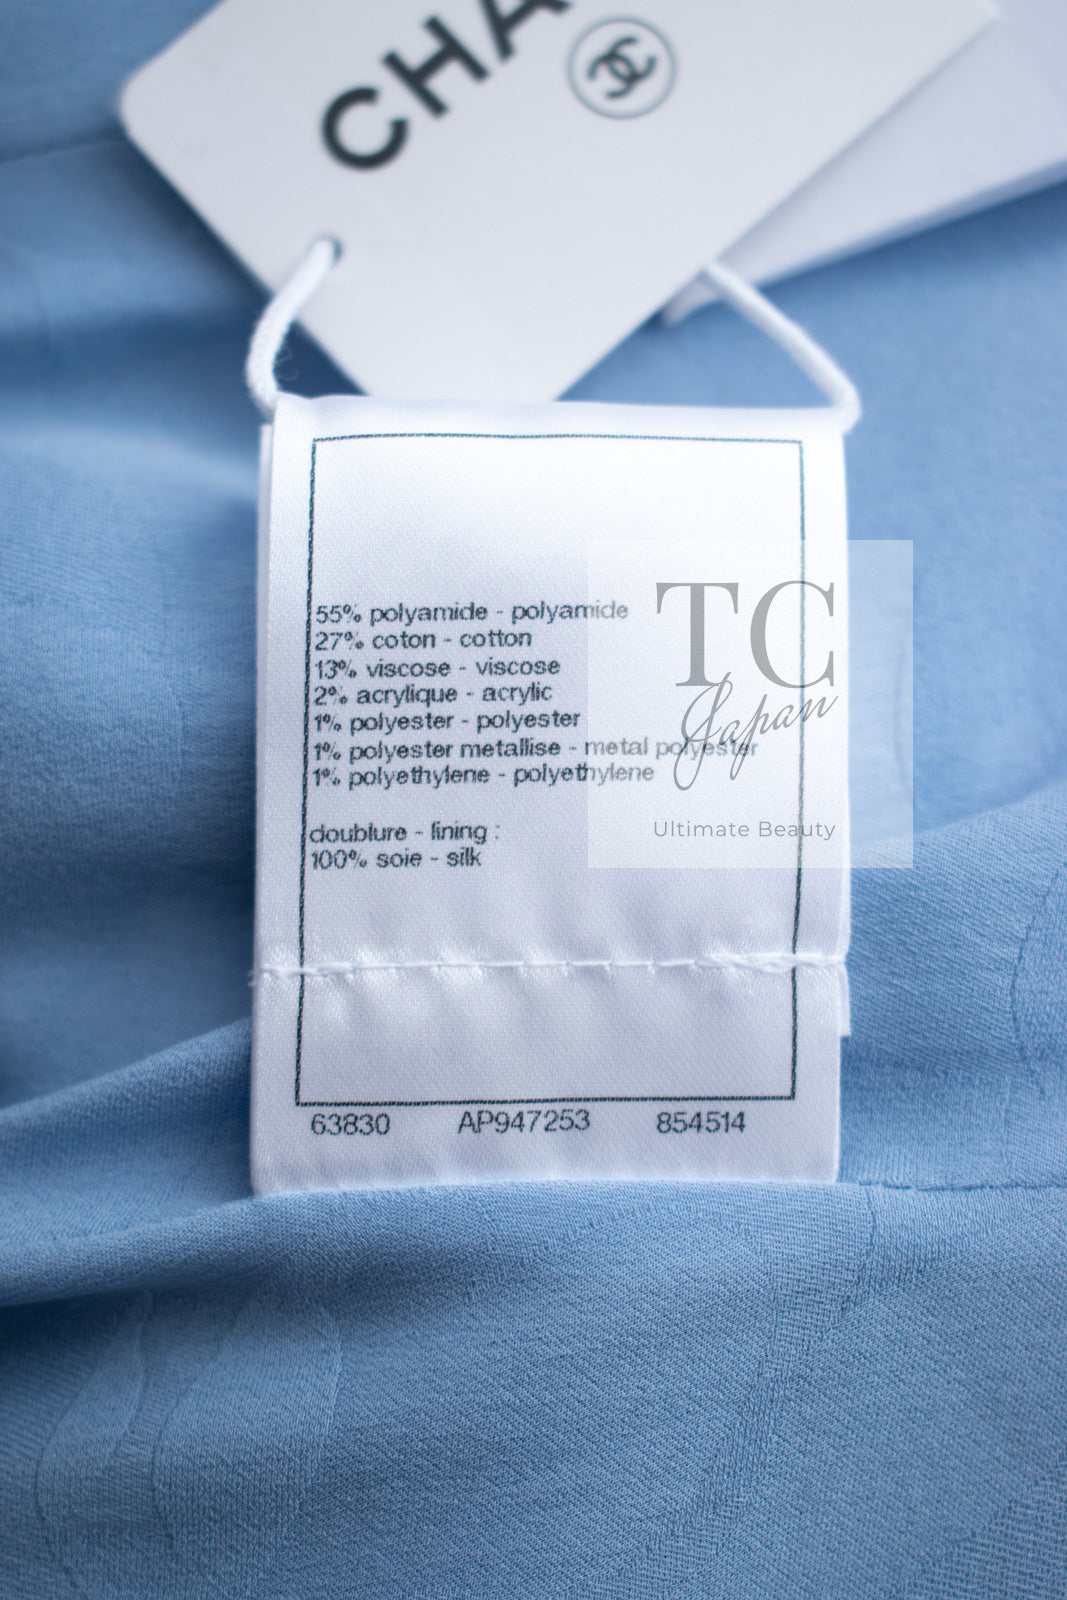 CHA
55% polyamide - polyamide
27% coton - cotton
13% viscose - viscose
2% acrylique - acrylic
1% polyester - polyester
1% polyester metallise - metal polyester
1% polyethylene - polyethylene
doublure - lining :
100% soie - silk
63830 AP947253 854514
TC
Japan
Ultimate Beauty